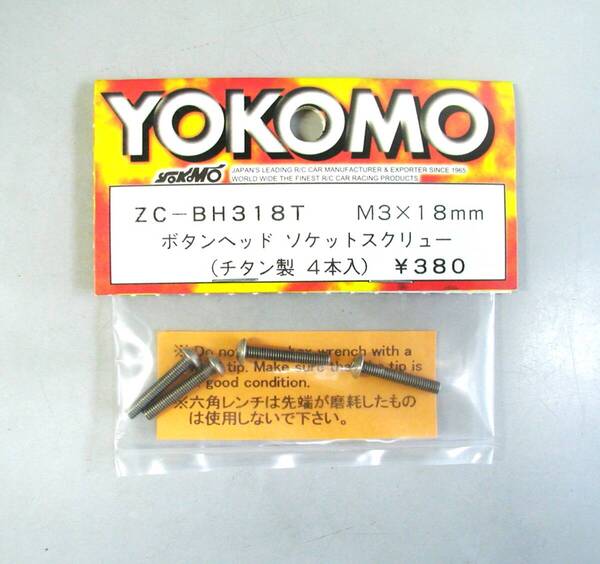 YOKOMO
YOKOMO
JAPAN'S LEADING R/C CAR MANUFACTURER & EXPORTER SINCE 1965
WORLD WIDE THE FINEST R/C CAR RACING PRODUCTS.
ZC-BH318T M3×18mm
ボタンヘッド ソケットスクリュー
(チタン製 4本入) ¥380
※Do no wrench with a
tip. Make sure the tip is
good condition.
※六角レンチは先端が磨耗したもの
は使用しないで下さい。